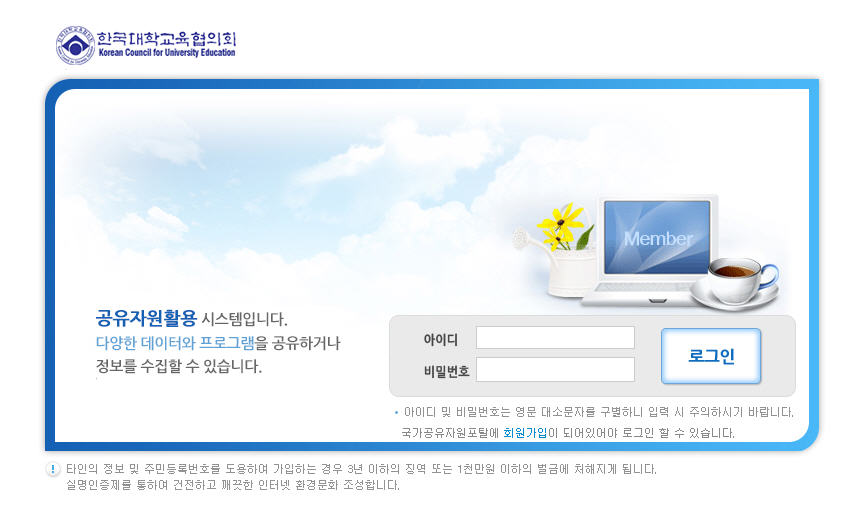 한국대학교육협의회
Korean Council for University Education
Member
공유자원활용 시스템입니다.
다양한 데이터와 프로그램을 공유하거나
정보를 수집할 수 있습니다.
아이디
비밀번호
로그인
• 아이디 및 비밀번호는 영문 대소문자를 구별하니 입력 시 주의하시기 바랍니다.
국가공유자원포탈에 회원가입이 되어있어야 로그인 할 수 있습니다.
! 타인의 정보 및 주민등록번호를 도용하여 가입하는 경우 3년 이하의 징역 또는 1천만원 이하의 벌금에 처해지게 됩니다.
실명인증제를 통하여 건전하고 깨끗한 인터넷 환경문화 조성합니다.